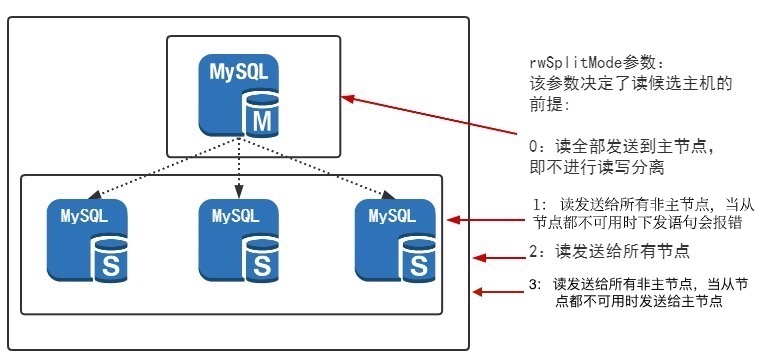 MySQL
M
MySQL
S
MySQL
S
MySQL
S
rwSplitMode参数：
该参数决定了读候选主机的
前提：
0：读全部发送到主节点，
即不进行读写分离
1： 读发送给所有非主节点，当从
节点都不可用时下发语句会报错
2：读发送给所有节点
3： 读发送给所有非主节点，当从节
点都不可用时发送给主节点